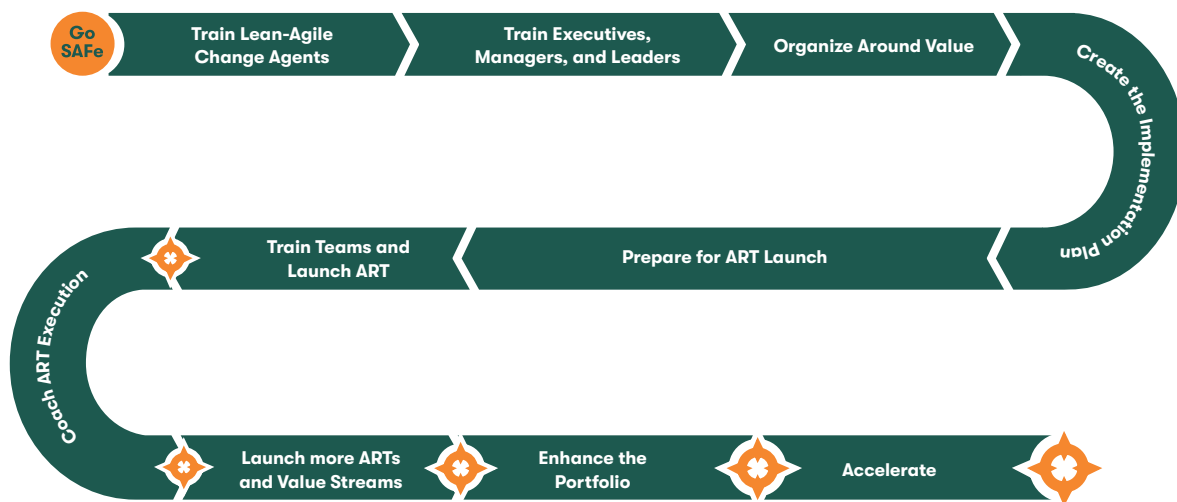 Go
SAFe
Train Lean-Agile
Change Agents
Train Executives,
Managers, and Leaders
Organize Around Value
Create the Implementation Plan
Prepare for ART Launch
Train Teams and
Launch ART
Coach ART Execution
Launch more ARTs
and Value Streams
Enhance the
Portfolio
Accelerate